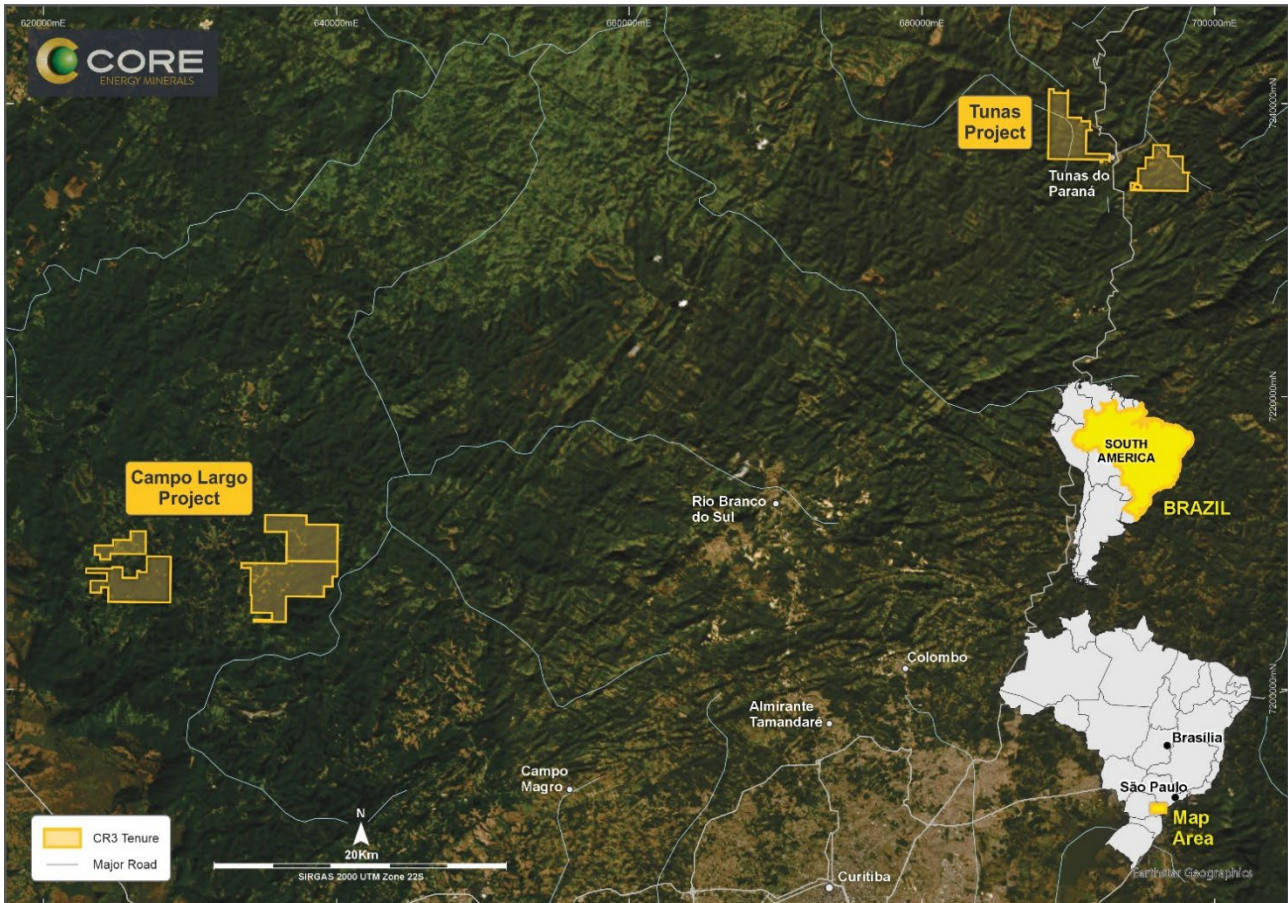 620000mE
640000mE
660000mE
680000mE
700000mE
CORE
ENERGY MINERALS
Tunas
Project
7240000mN
Tunas do
Paraná
7220000mN
SOUTH
AMERICA
BRAZIL
Campo Largo
Project
Rio Branco
do Sul
Colombo
7200000mN
Almirante
Tamandaré
Brasília
São Paulo
Map
Area
Campo
Magro
N
20Km
SIRGAS 2000 UTM Zone 22S
CR3 Tenure
Major Road
Curitiba
Earthstar Geographics